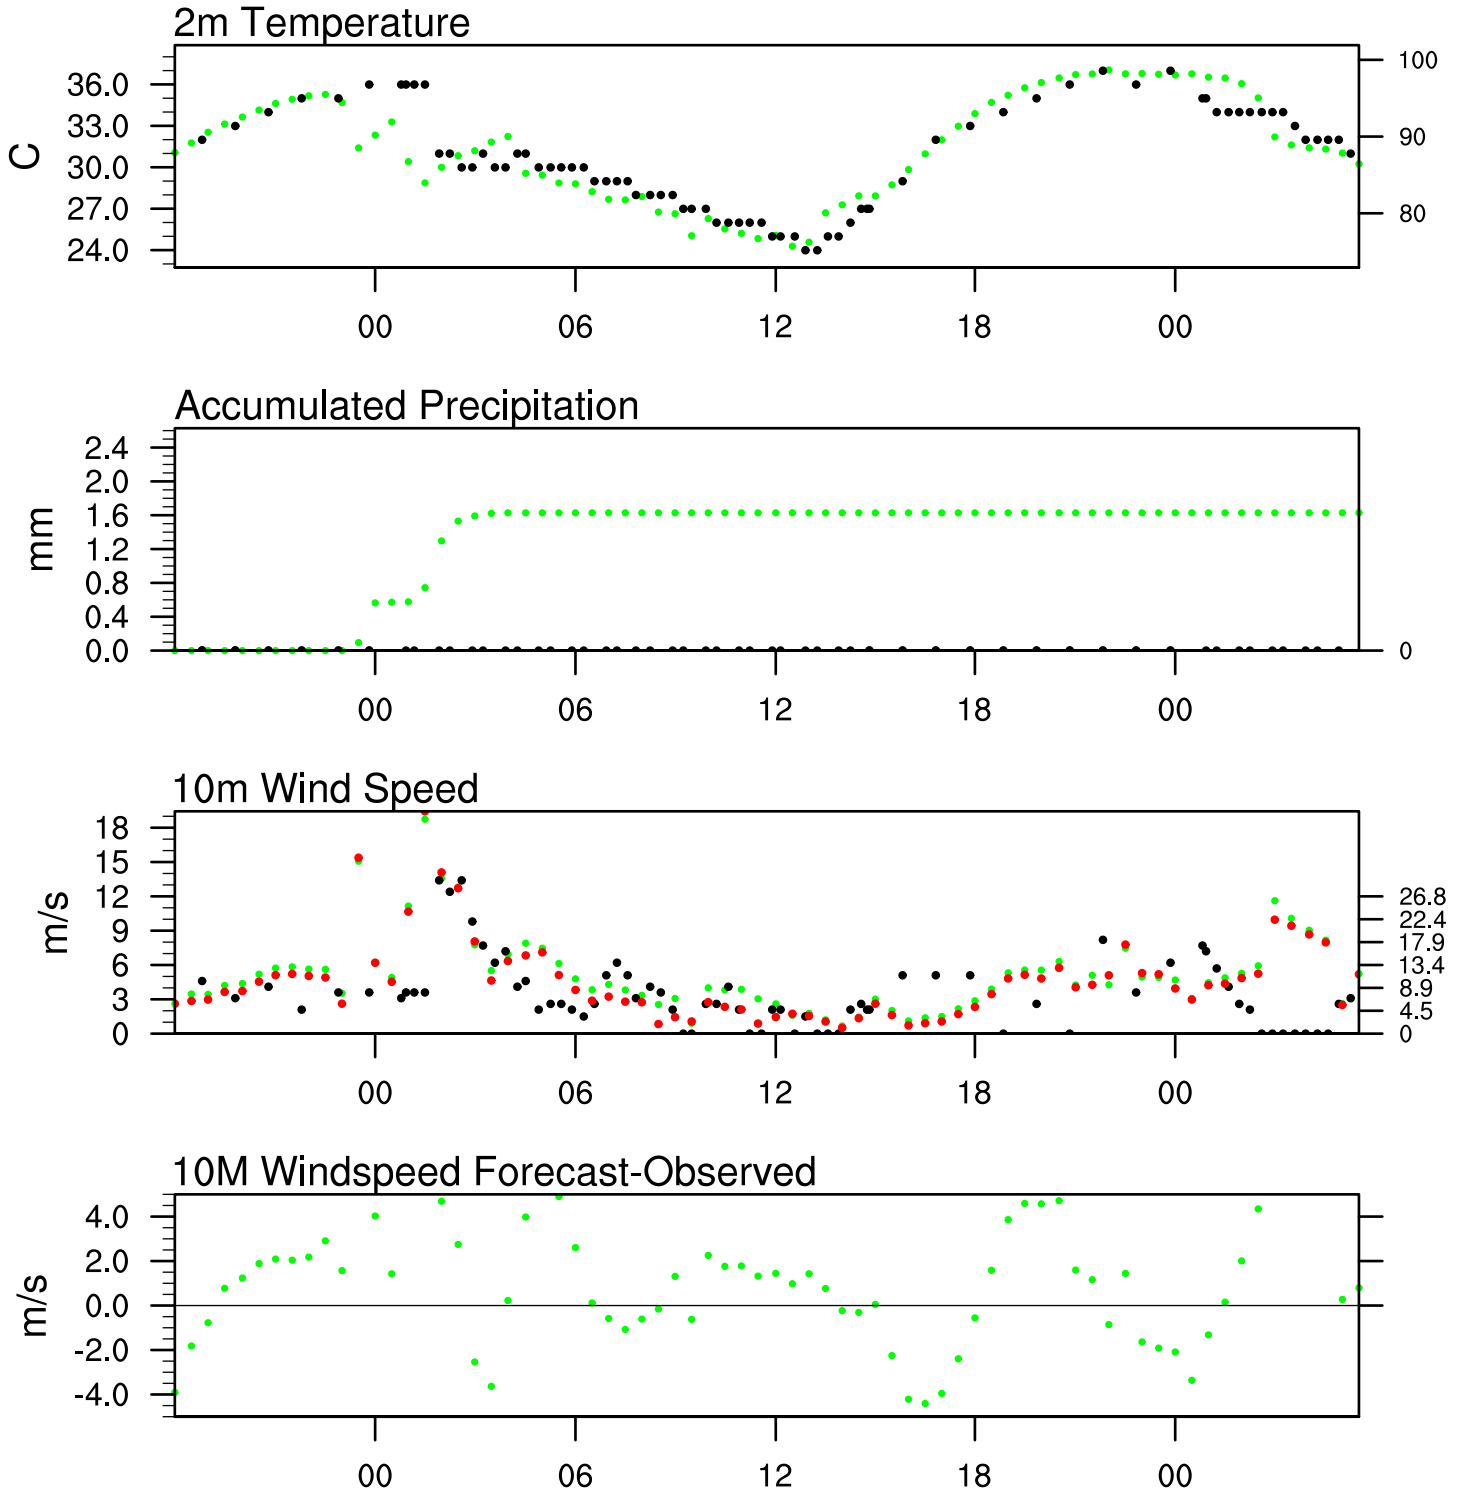 2m Temperature
36.0
33.0
30.0
27.0
24.0
C
100
90
80
00 06 12 18 00
Accumulated Precipitation
2.4
2.0
1.6
1.2
0.8
0.4
0.0
mm
0
00 06 12 18 00
10m Wind Speed
18
15
12
9
6
3
0
m/s
26.8
22.4
17.9
13.4
8.9
4.5
0
00 06 12 18 00
10M Windspeed Forecast-Observed
4.0
2.0
0.0
-2.0
-4.0
m/s
00 06 12 18 00